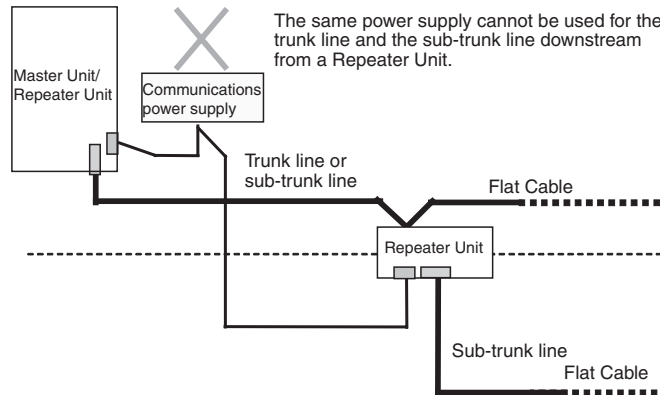 The same power supply cannot be used for the
trunk line and the sub-trunk line downstream
from a Repeater Unit.
Master Unit/
Repeater Unit
Communications
power supply
Trunk line or
sub-trunk line
Flat Cable
Repeater Unit
Sub-trunk line
Flat Cable